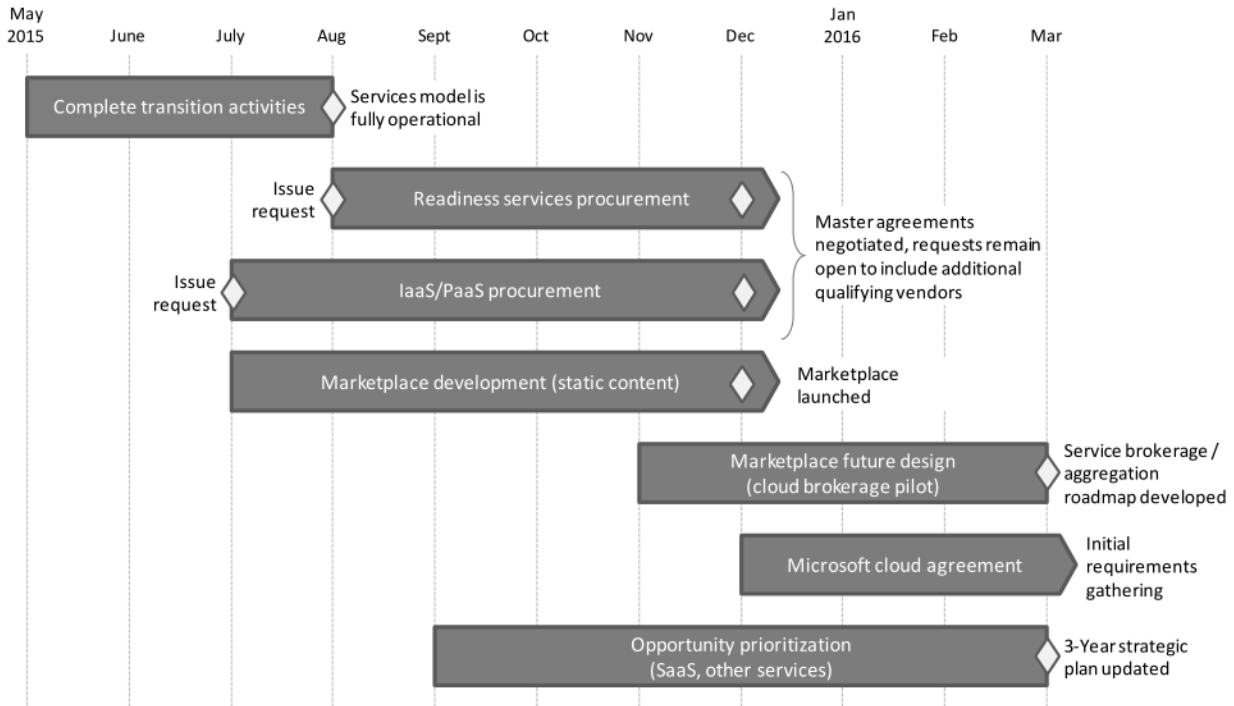 May
2015
June
July
Aug
Sept
Oct
Nov
Dec
Jan
2016
Feb
Mar
Complete transition activities
Services model is
fully operational
Issue
request
Readiness services procurement
Issue
request
IaaS/PaaS procurement
Master agreements
negotiated, requests remain
open to include additional
qualifying vendors
Marketplace development (static content)
Marketplace
launched
Marketplace future design
(cloud brokerage pilot)
Service brokerage /
aggregation
roadmap developed
Microsoft cloud agreement
Initial
requirements
gathering
Opportunity prioritization
(SaaS, other services)
3-Year strategic
plan updated